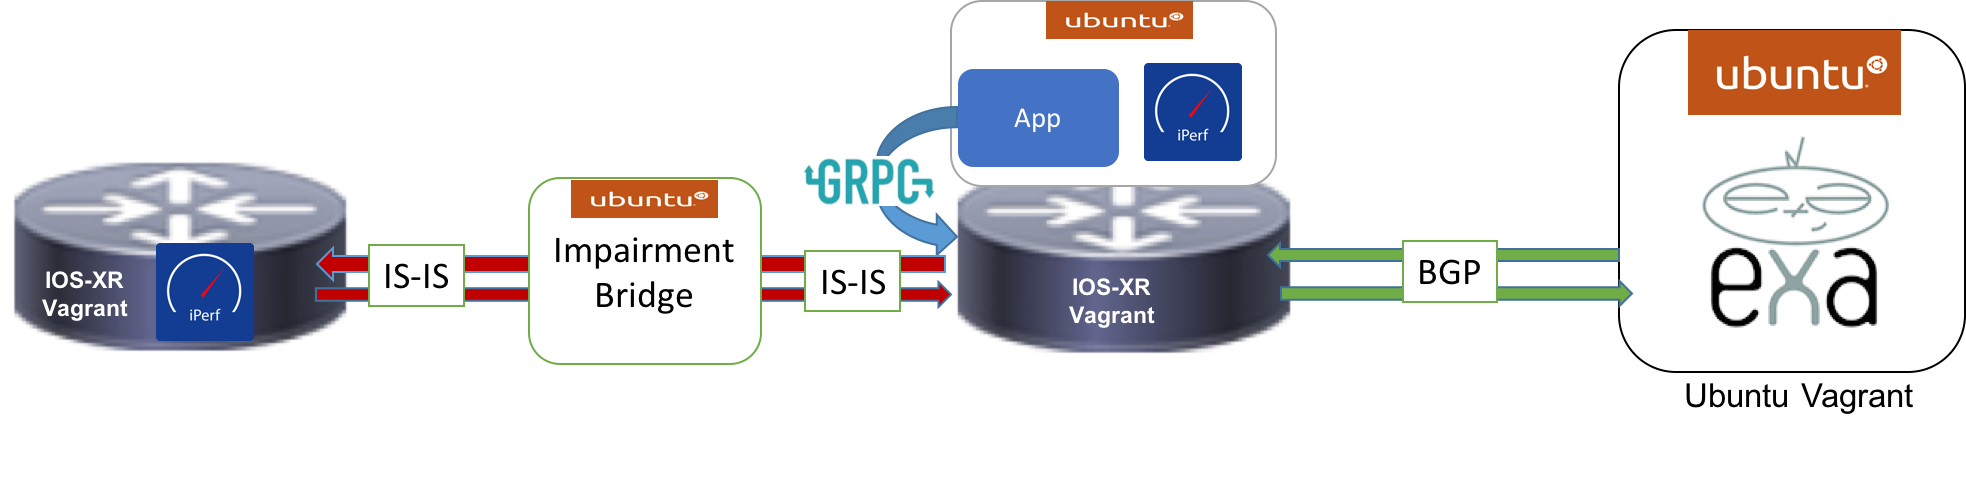 IOS-XR
Vagrant
iPerf
IS-IS
ubuntu
Impairment
Bridge
IS-IS
GRPC
ubuntu
App
iPerf
IOS-XR
Vagrant
BGP
ubuntu
exa
Ubuntu Vagrant